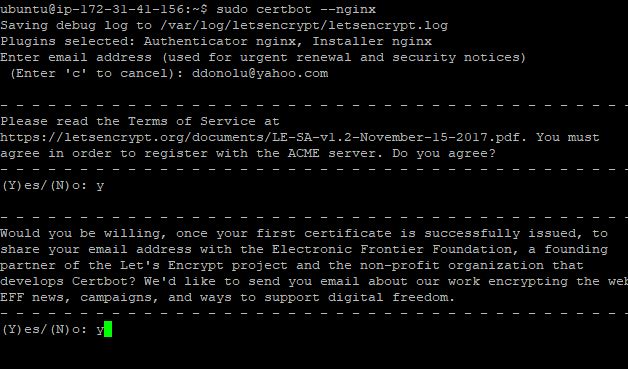 ubuntu@ip-172-31-41-156:~$ sudo certbot --nginx
Saving debug log to /var/log/letsencrypt/letsencrypt.log
Plugins selected: Authenticator nginx, Installer nginx
Enter email address (used for urgent renewal and security notices)
 (Enter 'c' to cancel): ddonolu@yahoo.com

- - - - - - - - - - - - - - - - - - - - - - - - - - - - - - - - - - - - - - - -
Please read the Terms of Service at
https://letsencrypt.org/documents/LE-SA-v1.2-November-15-2017.pdf. You must
agree in order to register with the ACME server. Do you agree?
- - - - - - - - - - - - - - - - - - - - - - - - - - - - - - - - - - - - - - - -
(Y)es/(N)o: y

- - - - - - - - - - - - - - - - - - - - - - - - - - - - - - - - - - - - - - - -
Would you be willing, once your first certificate is successfully issued, to
share your email address with the Electronic Frontier Foundation, a founding
partner of the Let's Encrypt project and the non-profit organization that
develops Certbot? We'd like to send you email about our work encrypting the web
EFF news, campaigns, and ways to support digital freedom.
- - - - - - - - - - - - - - - - - - - - - - - - - - - - - - - - - - - - - - - -
(Y)es/(N)o: y